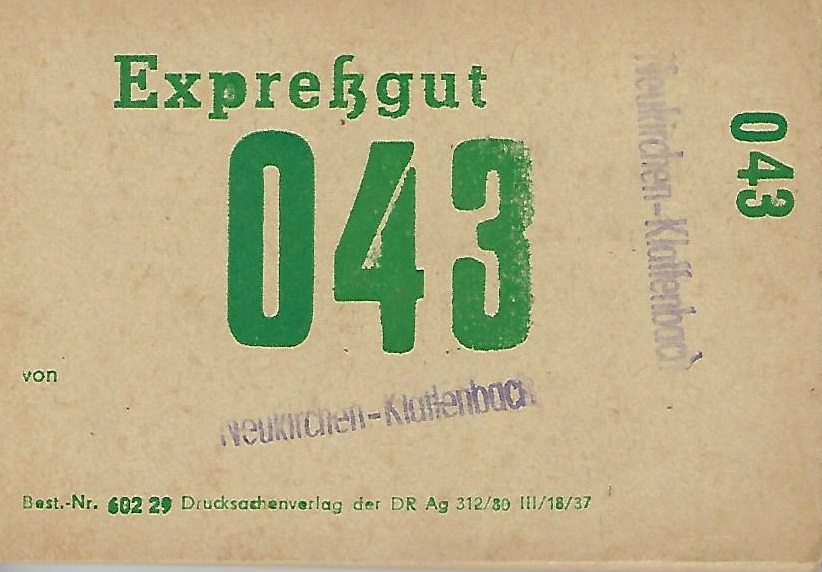 Expreßgut
043
von
Neukirchen-Klaffenbach
Best.-Nr. 602 29 Drucksachenverlag der DR Ag 312/80 III/18/37
Neukirchen-Klaffenbach
043